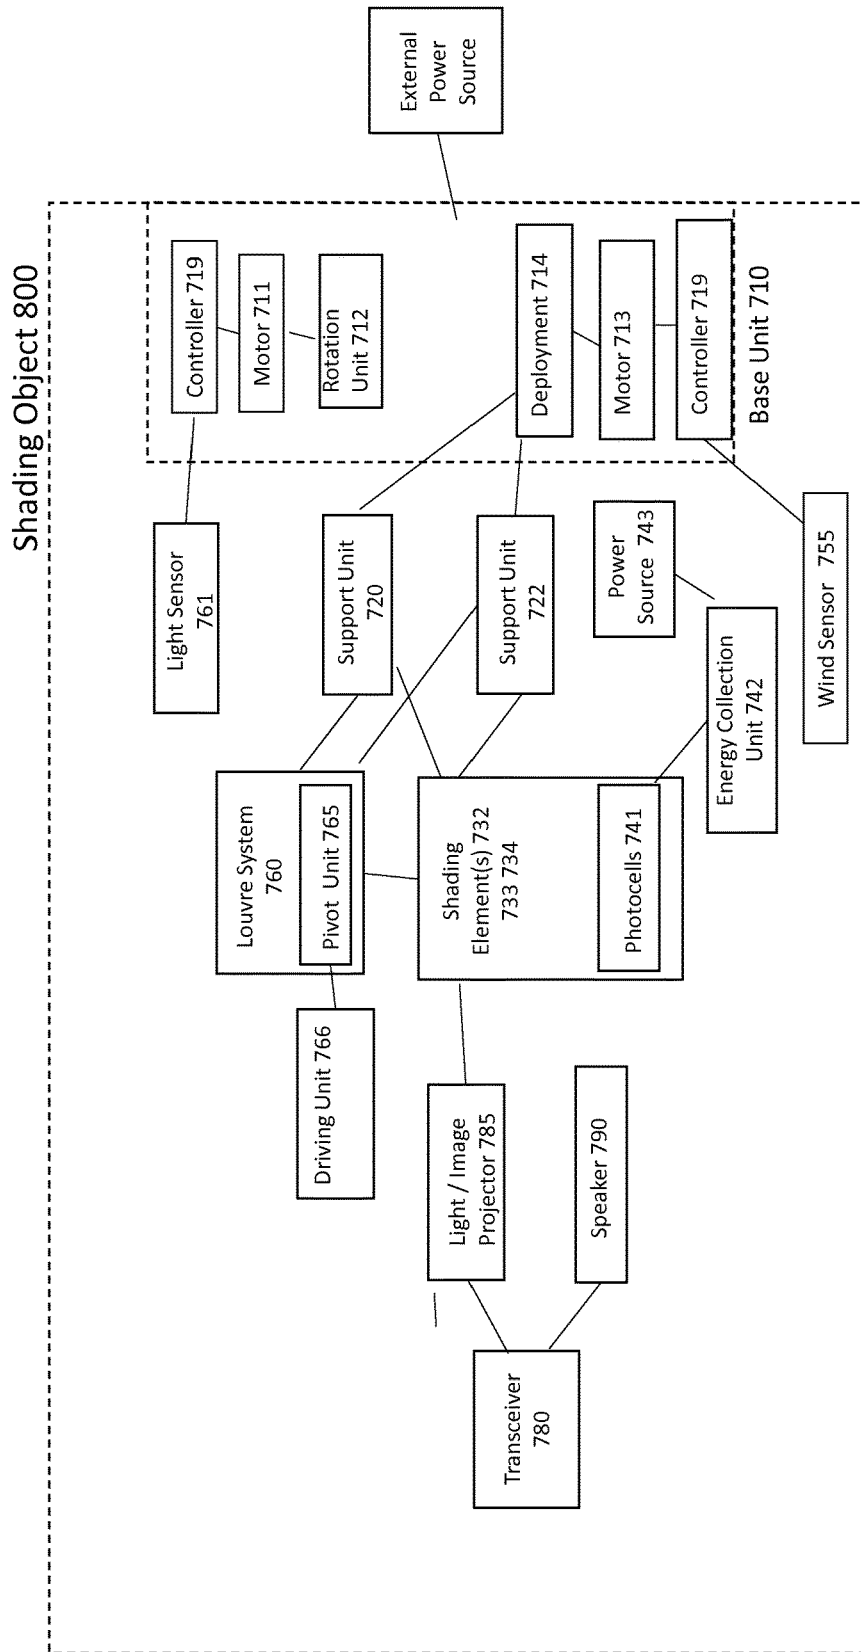 Shading Object 800
Transceiver
780
Light / Image
Projector 785
Speaker 790
Driving Unit 766
Louvre System
760
Pivot Unit 765
Shading
Element(s) 732
733 734
Photocells 741
Light Sensor
761
Support Unit
720
Support Unit
722
Power
Source 743
Energy Collection
Unit 742
Wind Sensor 755
Controller 719
Motor 711
Rotation
Unit 712
Deployment 714
Motor 713
Controller 719
Base Unit 710
External
Power
Source